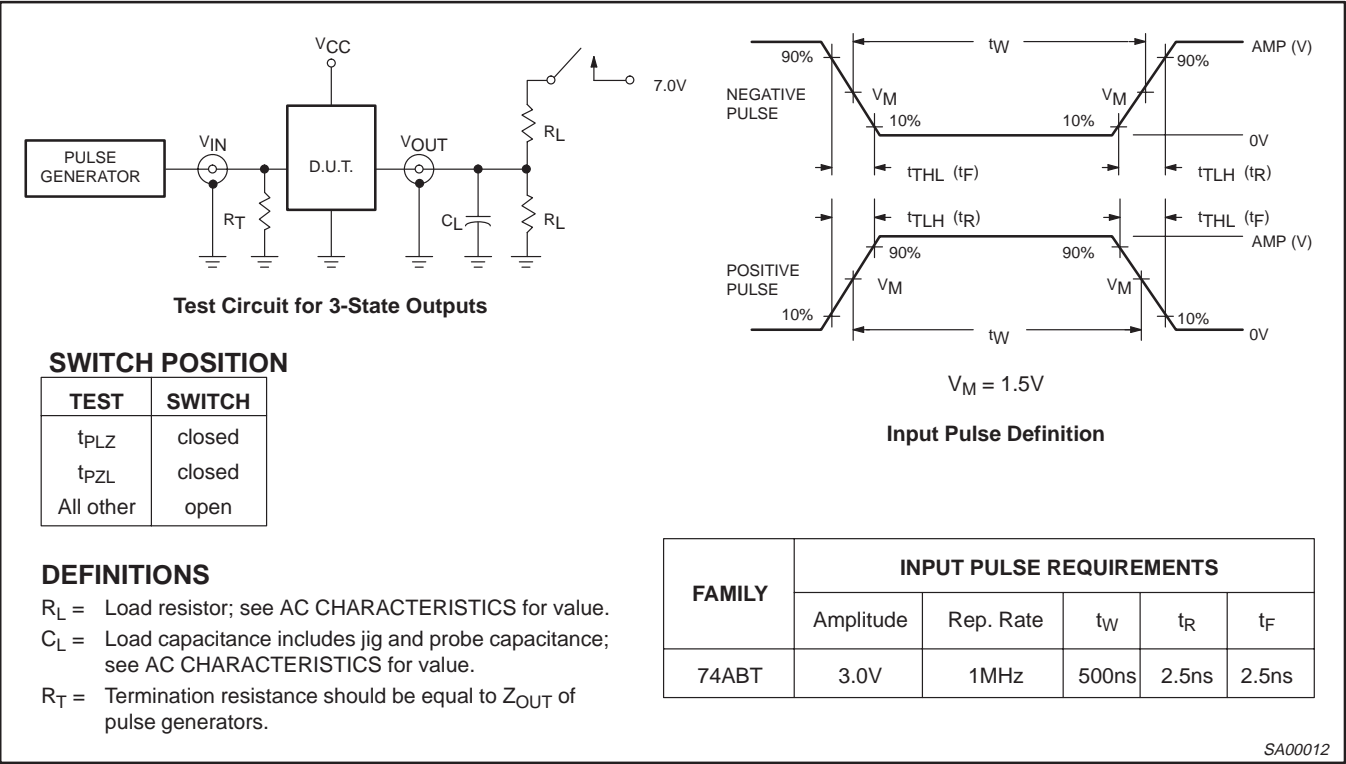 VCC
7.0V
RL
VIN
VOUT
PULSE
GENERATOR
D.U.T.
RT
CL
RL
Test Circuit for 3-State Outputs
tW
AMP (V)
90%
90%
NEGATIVE
PULSE
VM
VM
10%
10%
0V
tTHL (tF)
tTLH (tR)
tTLH (tR)
tTHL (tF)
AMP (V)
90%
90%
POSITIVE
PULSE
VM
VM
10%
10%
tW
0V
VM = 1.5V
Input Pulse Definition
SWITCH POSITION
TEST SWITCH
tPLZ closed
tPZL closed
All other open
DEFINITIONS
RL = Load resistor; see AC CHARACTERISTICS for value.
CL = Load capacitance includes jig and probe capacitance;
see AC CHARACTERISTICS for value.
RT = Termination resistance should be equal to ZOUT of
pulse generators.
FAMILY INPUT PULSE REQUIREMENTS
Amplitude Rep. Rate tW tR tF
74ABT 3.0V 1MHz 500ns 2.5ns 2.5ns
SA00012